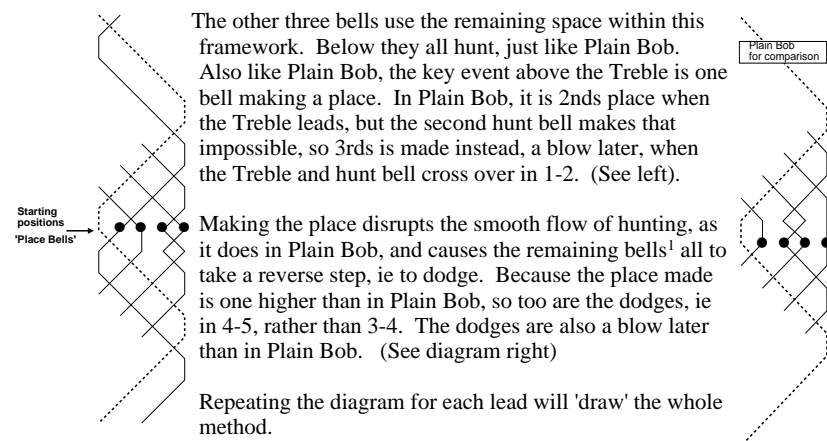 The other three bells use the remaining space within this
framework. Below they all hunt, just like Plain Bob.
Also like Plain Bob, the key event above the Treble is one
bell making a place. In Plain Bob, it is 2nds place when
the Treble leads, but the second hunt bell makes that
impossible, so 3rds is made instead, a blow later, when
the Treble and hunt bell cross over in 1-2. (See left).
Plain Bob
for comparison
Starting
positions
'Place Bells'
Making the place disrupts the smooth flow of hunting, as
it does in Plain Bob, and causes the remaining bells¹ all to
take a reverse step, ie to dodge. Because the place made
is one higher than in Plain Bob, so too are the dodges, ie
in 4-5, rather than 3-4. The dodges are also a blow later
than in Plain Bob. (See diagram right)
Repeating the diagram for each lead will 'draw' the whole
method.